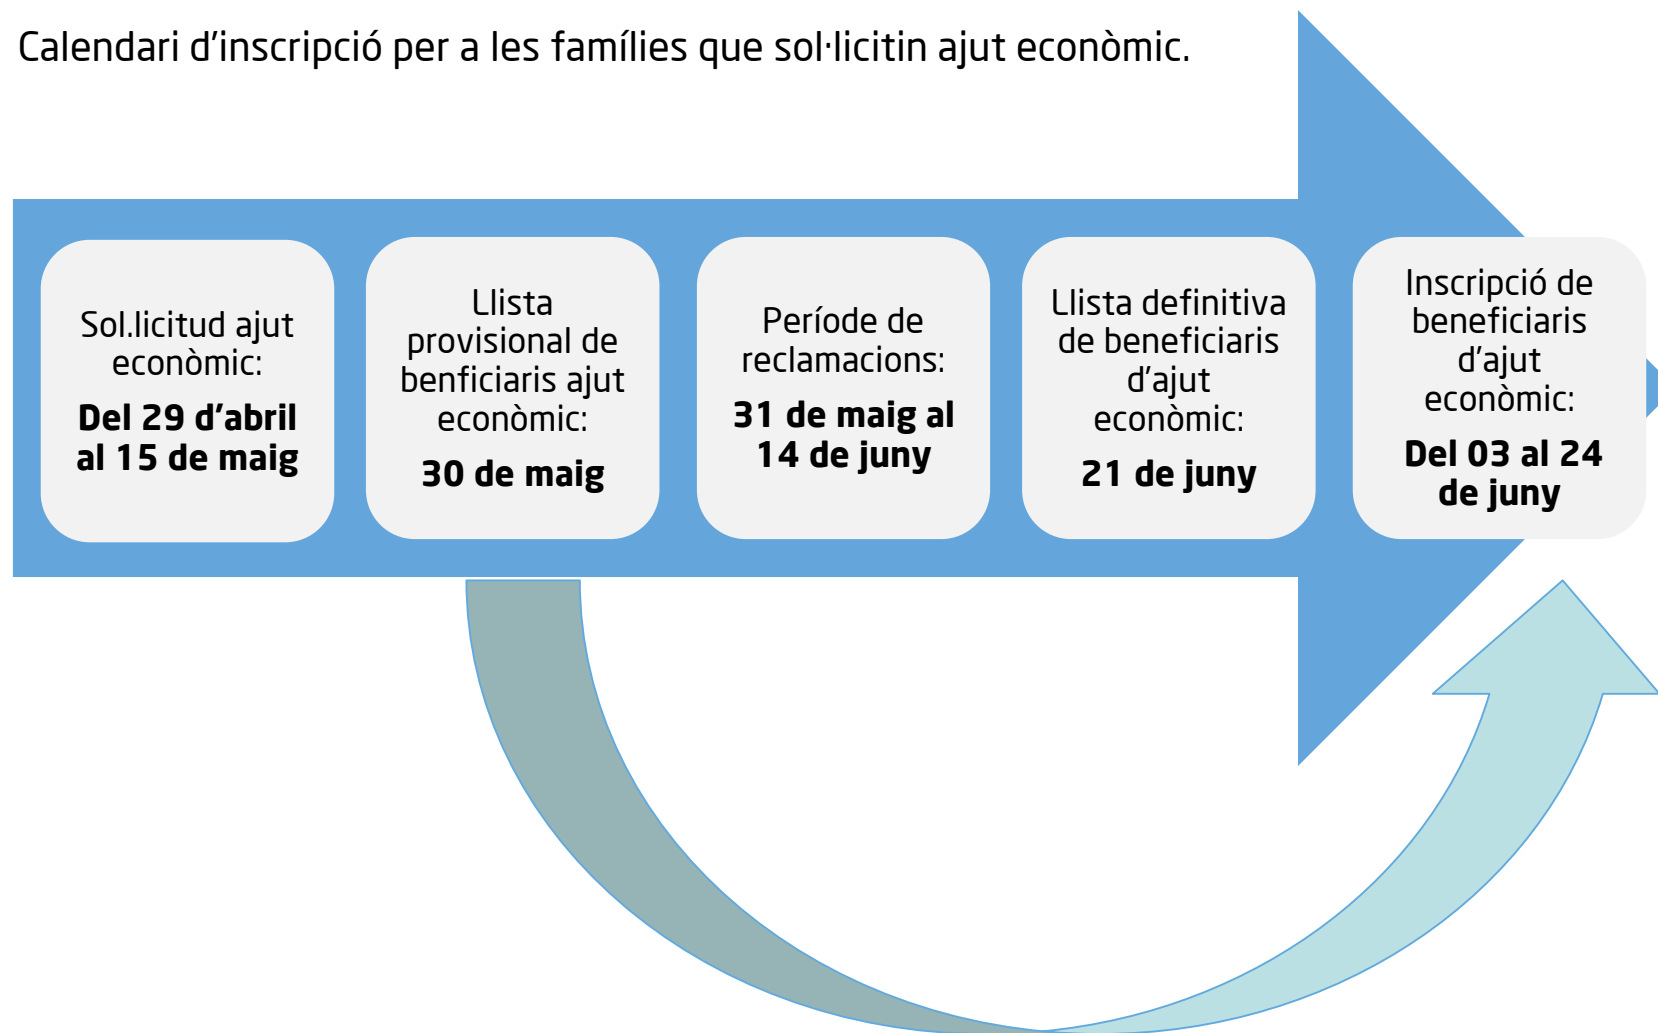 Calendari d'inscripció per a les famílies que sol·licitin ajut econòmic.
Sol.licitud ajut
econòmic:
Del 29 d'abril
al 15 de maig
Llista
provisional de
benficiaris ajut
econòmic:
30 de maig
Període de
reclamacions:
31 de maig al
14 de juny
Llista definitiva
de beneficiaris
d'ajut
econòmic:
21 de juny
Inscripció de
beneficiaris
d'ajut
econòmic:
Del 03 al 24
de juny